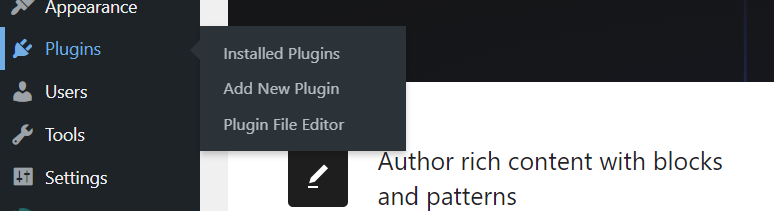 Appearance
Plugins
Installed Plugins
Add New Plugin
Plugin File Editor
Users
Tools
Settings
Author rich content with blocks
and patterns